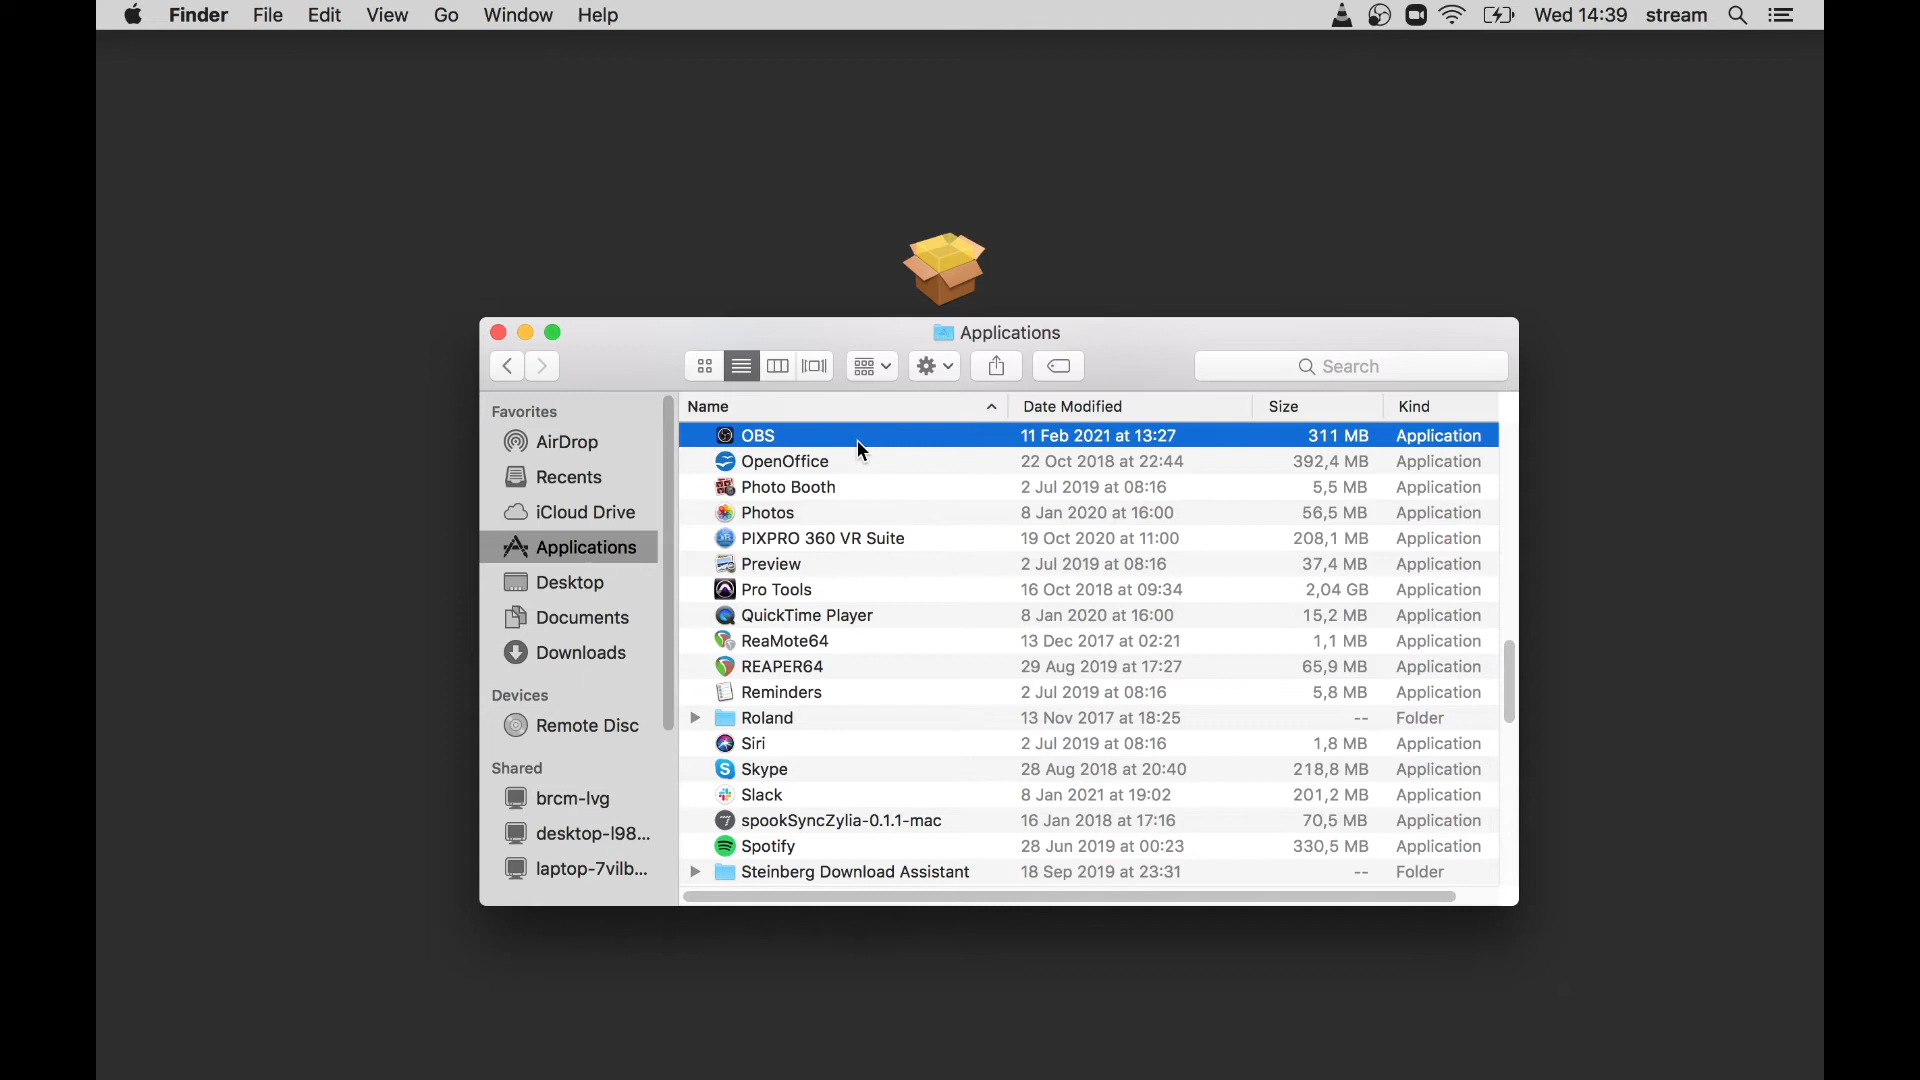 Finder File Edit View Go Window Help Wed 14:39 stream
Applications
Search
Favorites
AirDrop
Recents
iCloud Drive
Applications
Desktop
Documents
Downloads
Devices
Remote Disc
Shared
brcm-lvg
desktop-l98...
laptop-7vilb...
Name Date Modified Size Kind
OBS 11 Feb 2021 at 13:27 311 MB Application
OpenOffice 22 Oct 2018 at 22:44 392,4 MB Application
Photo Booth 2 Jul 2019 at 08:16 5,5 MB Application
Photos 8 Jan 2020 at 16:00 56,5 MB Application
PIXPRO 360 VR Suite 19 Oct 2020 at 11:00 208,1 MB Application
Preview 2 Jul 2019 at 08:16 37,4 MB Application
Pro Tools 16 Oct 2018 at 09:34 2,04 GB Application
QuickTime Player 8 Jan 2020 at 16:00 15,2 MB Application
ReaMote64 13 Dec 2017 at 02:21 1,1 MB Application
REAPER64 29 Aug 2019 at 17:27 65,9 MB Application
Reminders 2 Jul 2019 at 08:16 5,8 MB Application
Roland 13 Nov 2017 at 18:25 -- Folder
Siri 2 Jul 2019 at 08:16 1,8 MB Application
Skype 28 Aug 2018 at 20:40 218,8 MB Application
Slack 8 Jan 2021 at 19:02 201,2 MB Application
spookSyncZylia-0.1.1-mac 16 Jan 2018 at 17:16 70,5 MB Application
Spotify 28 Jun 2019 at 00:23 330,5 MB Application
Steinberg Download Assistant 18 Sep 2019 at 23:31 -- Folder